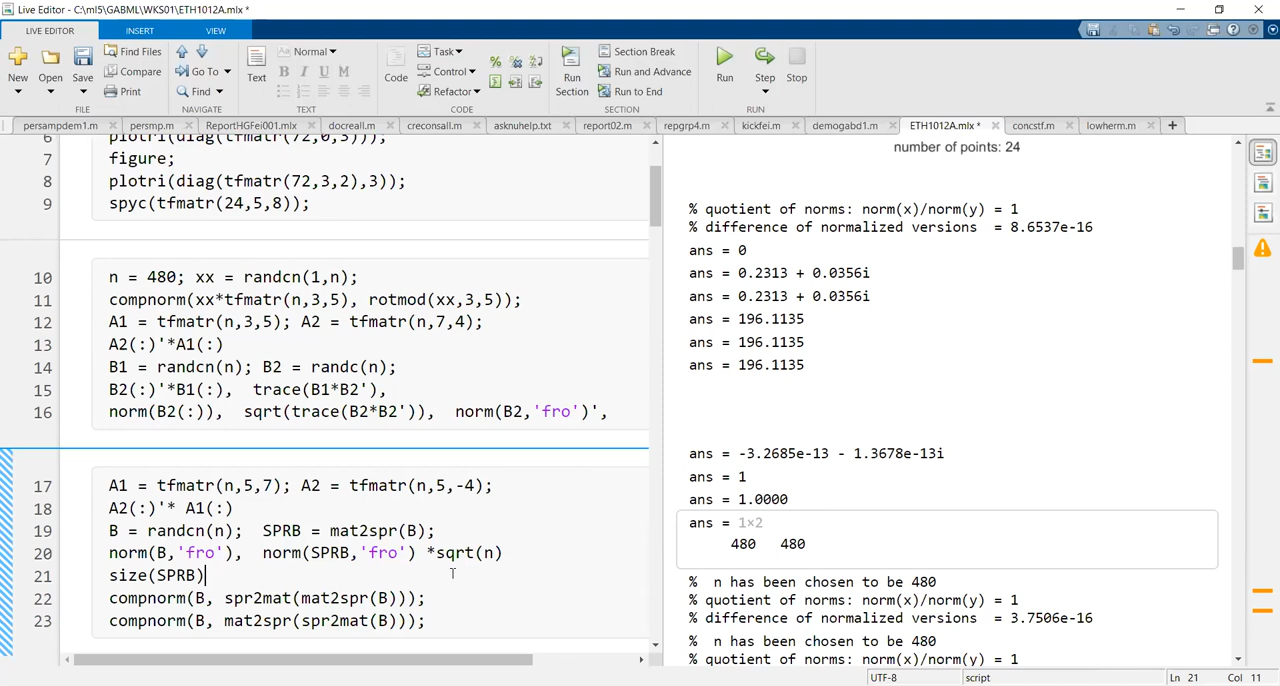 Live Editor - C:\ml5\GABML\WKS01\ETH1012A.mlx *
LIVE EDITOR INSERT VIEW
New Open Save Find Files Compare Print
FILE
Go To Find
NAVIGATE
Text Normal B I U M
TEXT
Code Task Control Refactor
CODE
Run Section Section Break Run and Advance Run to End
SECTION
Run Step Stop
RUN
persampdem1.m persmp.m ReportHGFei001.mlx docreall.m creconsall.m asknuhelp.txt report02.m repgrp4.m kickfei.m demogabd1.m ETH1012A.mlx * concstf.m lowherm.m
6 plotri(diag(tfmatr(72,0,3)));
7 figure;
8 plotri(diag(tfmatr(72,3,2),3));
9 spyc(tfmatr(24,5,8));
10 n = 480; xx = randcn(1,n);
11 compnorm(xx*tfmatr(n,3,5), rotmod(xx,3,5));
12 A1 = tfmatr(n,3,5); A2 = tfmatr(n,7,4);
13 A2(:)'*A1(:)
14 B1 = randcn(n); B2 = randc(n);
15 B2(:)'*B1(:), trace(B1*B2'),
16 norm(B2(:)), sqrt(trace(B2*B2')), norm(B2,'fro')',
17 A1 = tfmatr(n,5,7); A2 = tfmatr(n,5,-4);
18 A2(:)'* A1(:)
19 B = randcn(n); SPRB = mat2spr(B);
20 norm(B,'fro'), norm(SPRB,'fro') *sqrt(n)
21 size(SPRB)
22 compnorm(B, spr2mat(mat2spr(B)));
23 compnorm(B, mat2spr(spr2mat(B)));
number of points: 24
% quotient of norms: norm(x)/norm(y) = 1
% difference of normalized versions = 8.6537e-16
ans = 0
ans = 0.2313 + 0.0356i
ans = 0.2313 + 0.0356i
ans = 196.1135
ans = 196.1135
ans = 196.1135
ans = -3.2685e-13 - 1.3678e-13i
ans = 1
ans = 1.0000
ans = 1×2
480 480
% n has been chosen to be 480
% quotient of norms: norm(x)/norm(y) = 1
% difference of normalized versions = 3.7506e-16
% n has been chosen to be 480
% quotient of norms: norm(x)/norm(y) = 1
UTF-8 script Ln 21 Col 11